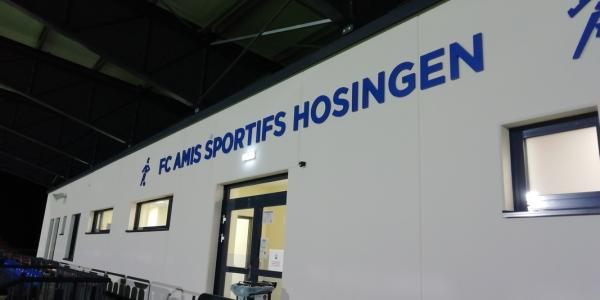 FC AMIS SPORTIFS HOSINGEN